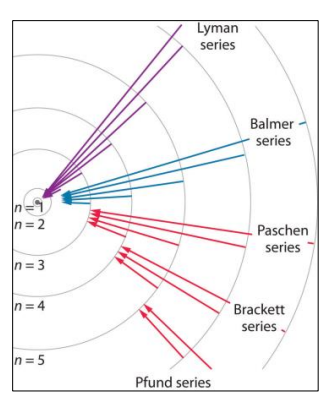 Lyman
series
Balmer
series
n = 1
n = 2
Paschen
series
n = 3
n = 4
Brackett
series
n = 5
Pfund series